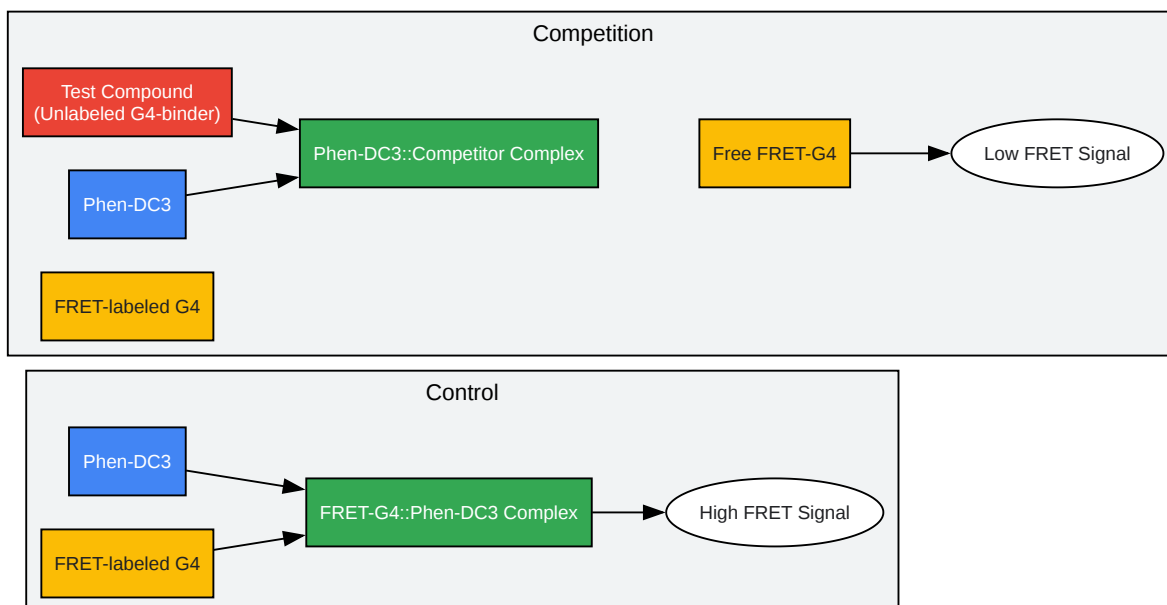 Competition
Test Compound
(Unlabeled G4-binder)
Phen-DC3::Competitor Complex
Free FRET-G4
Low FRET Signal
Phen-DC3
FRET-labeled G4
Control
Phen-DC3
FRET-G4::Phen-DC3 Complex
High FRET Signal
FRET-labeled G4